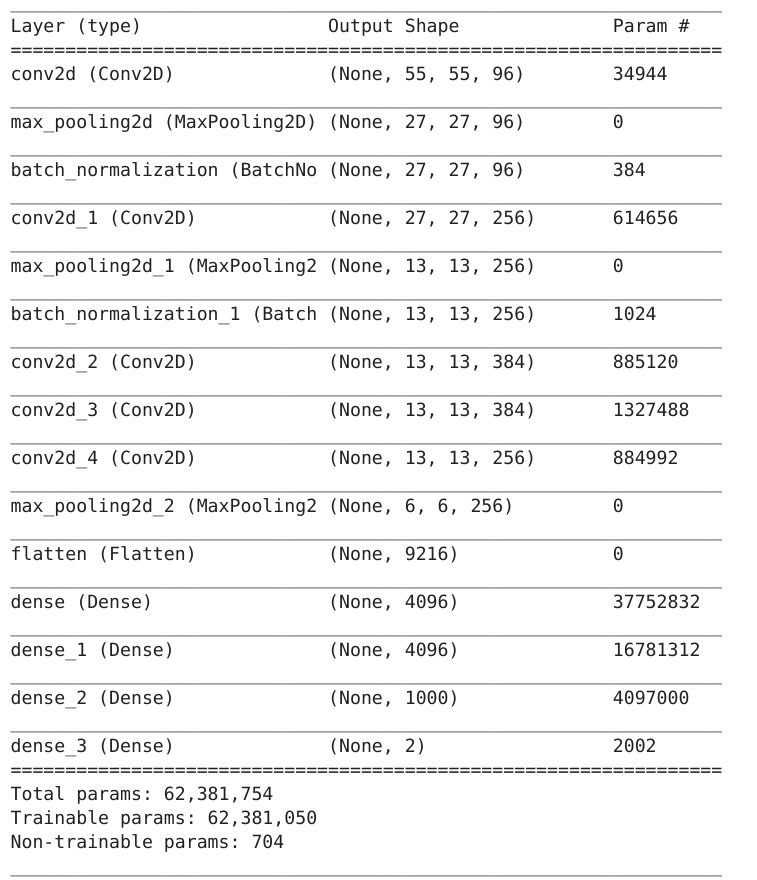 Layer (type) Output Shape Param #
=================================================================
conv2d (Conv2D) (None, 55, 55, 96) 34944
max_pooling2d (MaxPooling2D) (None, 27, 27, 96) 0
batch_normalization (BatchNo (None, 27, 27, 96) 384
conv2d_1 (Conv2D) (None, 27, 27, 256) 614656
max_pooling2d_1 (MaxPooling2 (None, 13, 13, 256) 0
batch_normalization_1 (Batch (None, 13, 13, 256) 1024
conv2d_2 (Conv2D) (None, 13, 13, 384) 885120
conv2d_3 (Conv2D) (None, 13, 13, 384) 1327488
conv2d_4 (Conv2D) (None, 13, 13, 256) 884992
max_pooling2d_2 (MaxPooling2 (None, 6, 6, 256) 0
flatten (Flatten) (None, 9216) 0
dense (Dense) (None, 4096) 37752832
dense_1 (Dense) (None, 4096) 16781312
dense_2 (Dense) (None, 1000) 4097000
dense_3 (Dense) (None, 2) 2002
=================================================================
Total params: 62,381,754
Trainable params: 62,381,050
Non-trainable params: 704